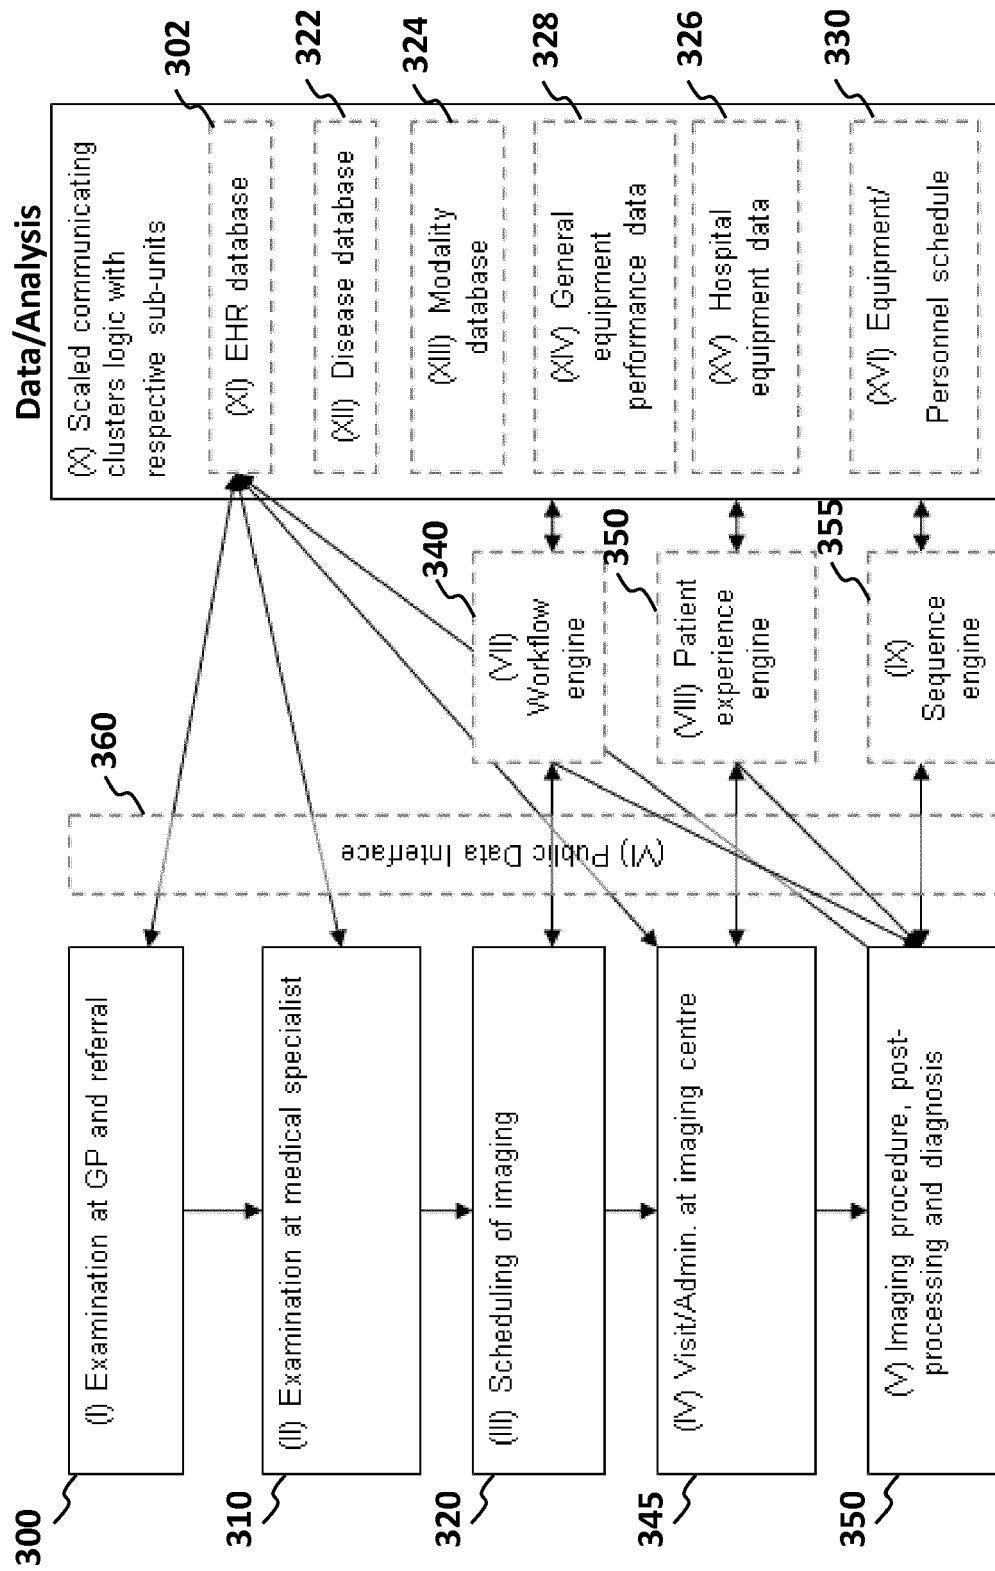 Data/Analysis
(X) Scaled communicating
clusters logic with
respective sub-units
302
(XI) EHR database
322
(XII) Disease database
324
(XIII) Modality
database
328
(XIV) General
equipment
performance data
326
(XV) Hospital
equipment data
330
(XVI) Equipment/
Personnel schedule
340
(VII)
Workflow
engine
350
(VIII) Patient
experience
engine
355
(IX)
Sequence
engine
360
(VI) Public Data Interface
300
(I) Examination at GP and referral
310
(II) Examination at medical specialist
320
(III) Scheduling of imaging
345
(IV) Visit/Admin. at imaging centre
350
(V) Imaging procedure, post-
processing and diagnosis